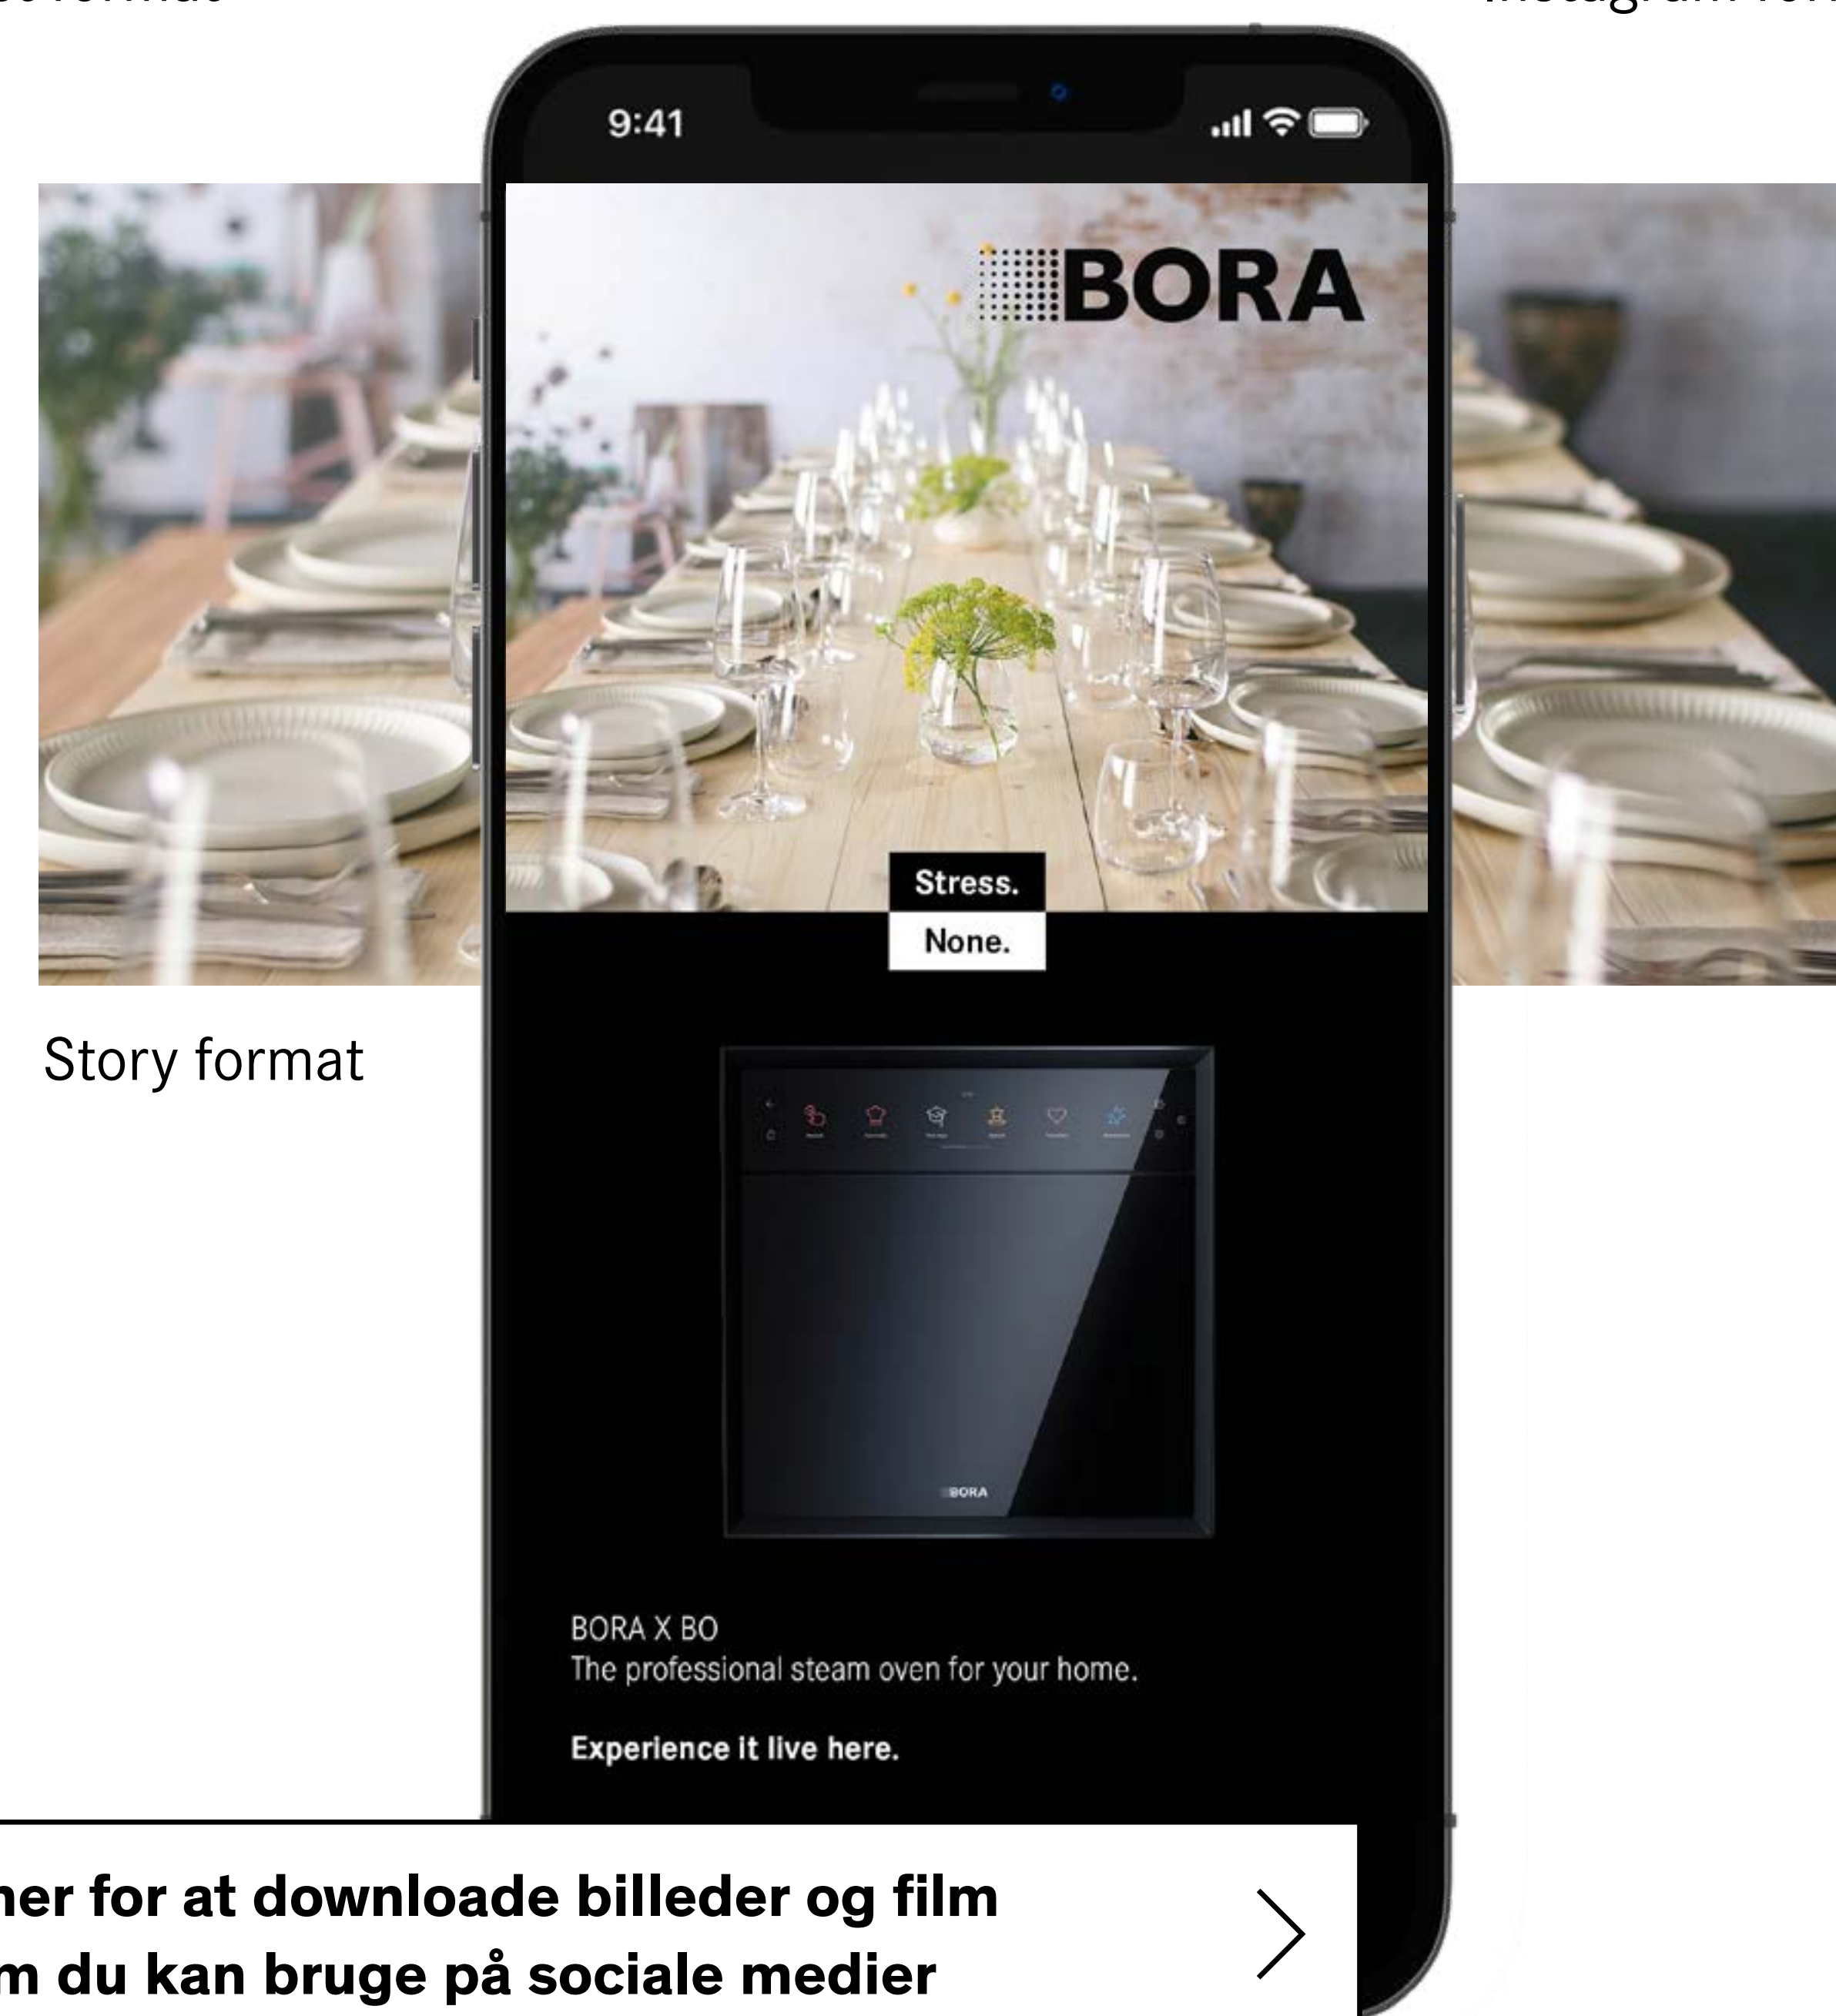 9:41
BORA
Stress.
None.
Story format
BORA
BORA X BO
The professional steam oven for your home.
Experience it live here.
for at downloade billeder og film
du kan bruge på sociale medier